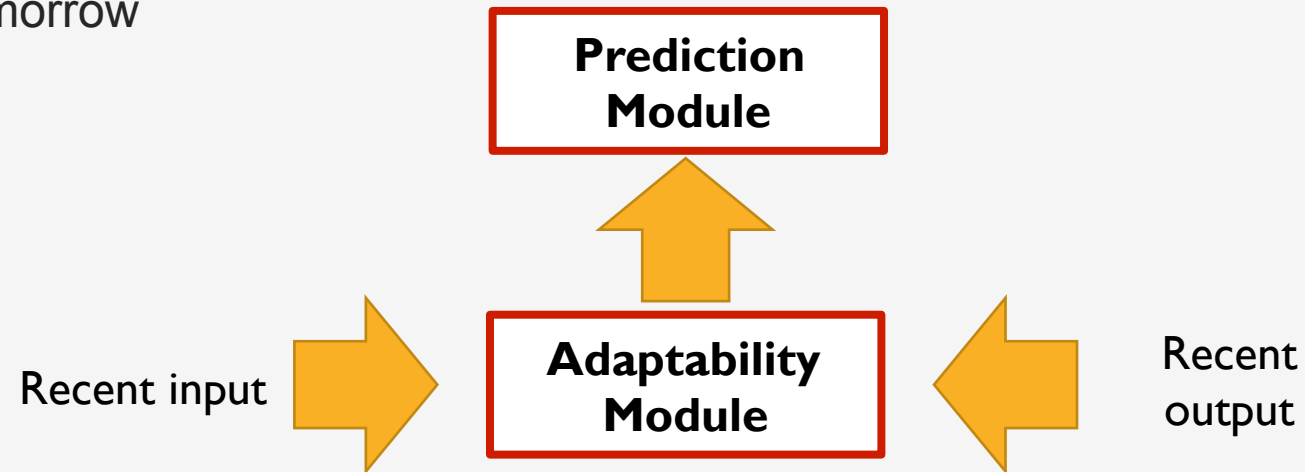 Prediction
Module
Recent input
Adaptability
Module
Recent
output